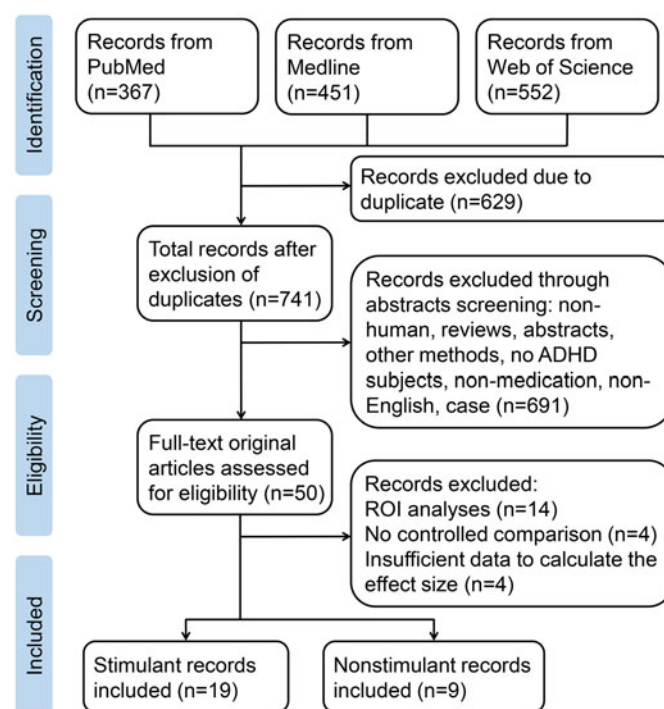 Identification
Records from
PubMed
(n=367)
Records from
Medline
(n=451)
Records from
Web of Science
(n=552)
Records excluded due to
duplicate (n=629)
Screening
Total records after
exclusion of
duplicates (n=741)
Records excluded through
abstracts screening: non-
human, reviews, abstracts,
other methods, no ADHD
subjects, non-medication, non-
English, case (n=691)
Eligibility
Full-text original
articles assessed
for eligibility (n=50)
Records excluded:
ROI analyses (n=14)
No controlled comparison (n=4)
Insufficient data to calculate the
effect size (n=4)
Included
Stimulant records
included (n=19)
Nonstimulant records
included (n=9)